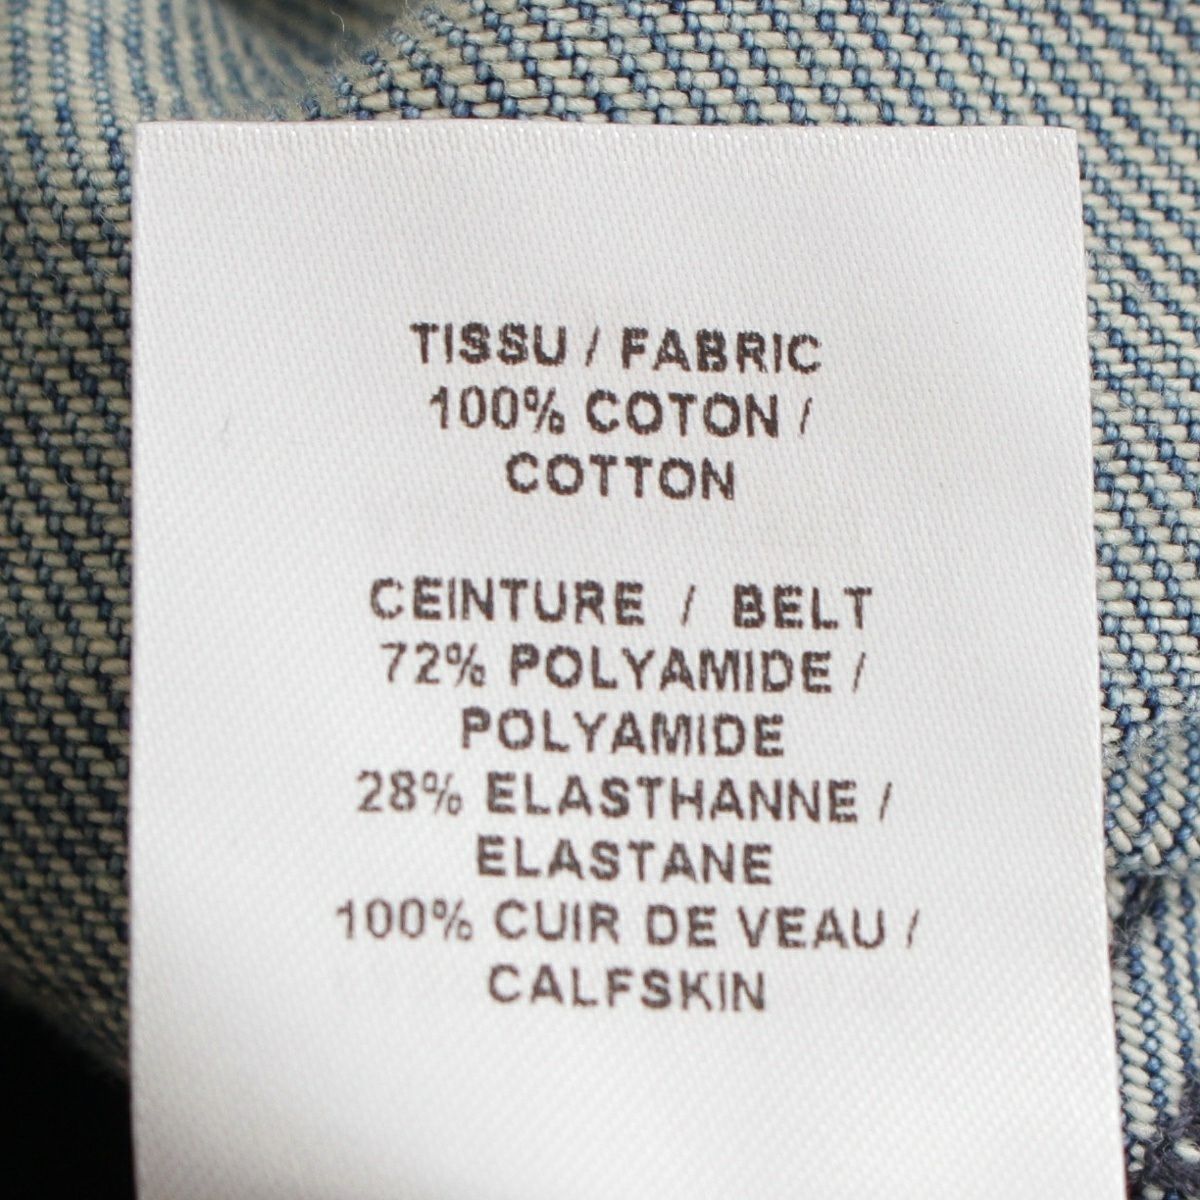 TISSU / FABRIC
100% COTON /
COTTON
CEINTURE / BELT
72% POLYAMIDE /
POLYAMIDE
28% ELASTHANNE /
ELASTANE
100% CUIR DE VEAU /
CALFSKIN